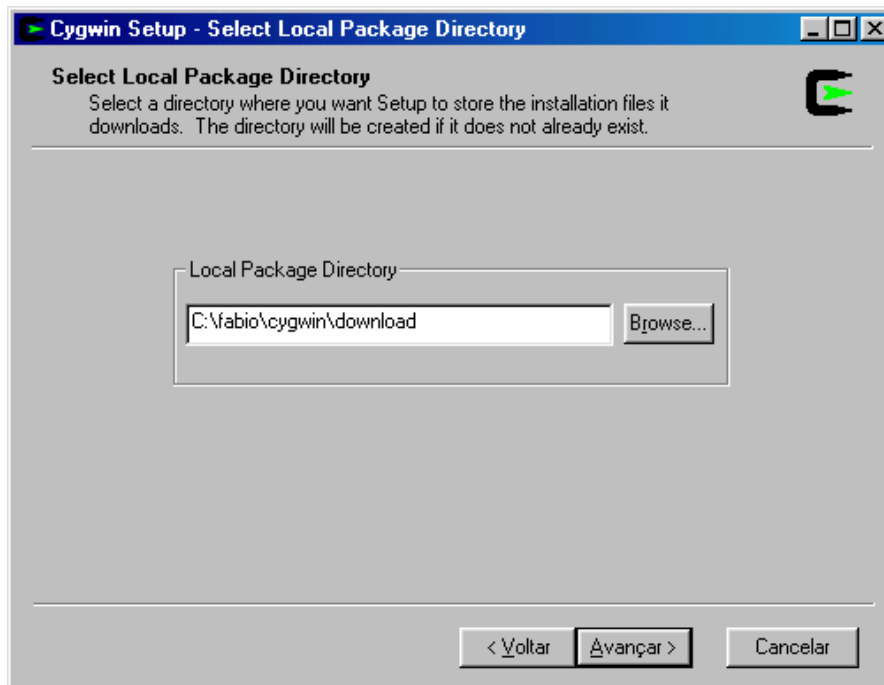 Cygwin Setup - Select Local Package Directory
Select Local Package Directory
Select a directory where you want Setup to store the installation files it
downloads. The directory will be created if it does not already exist.
Local Package Directory
C:\fabio\cygwin\download
Browse...
< Voltar
Avançar >
Cancelar